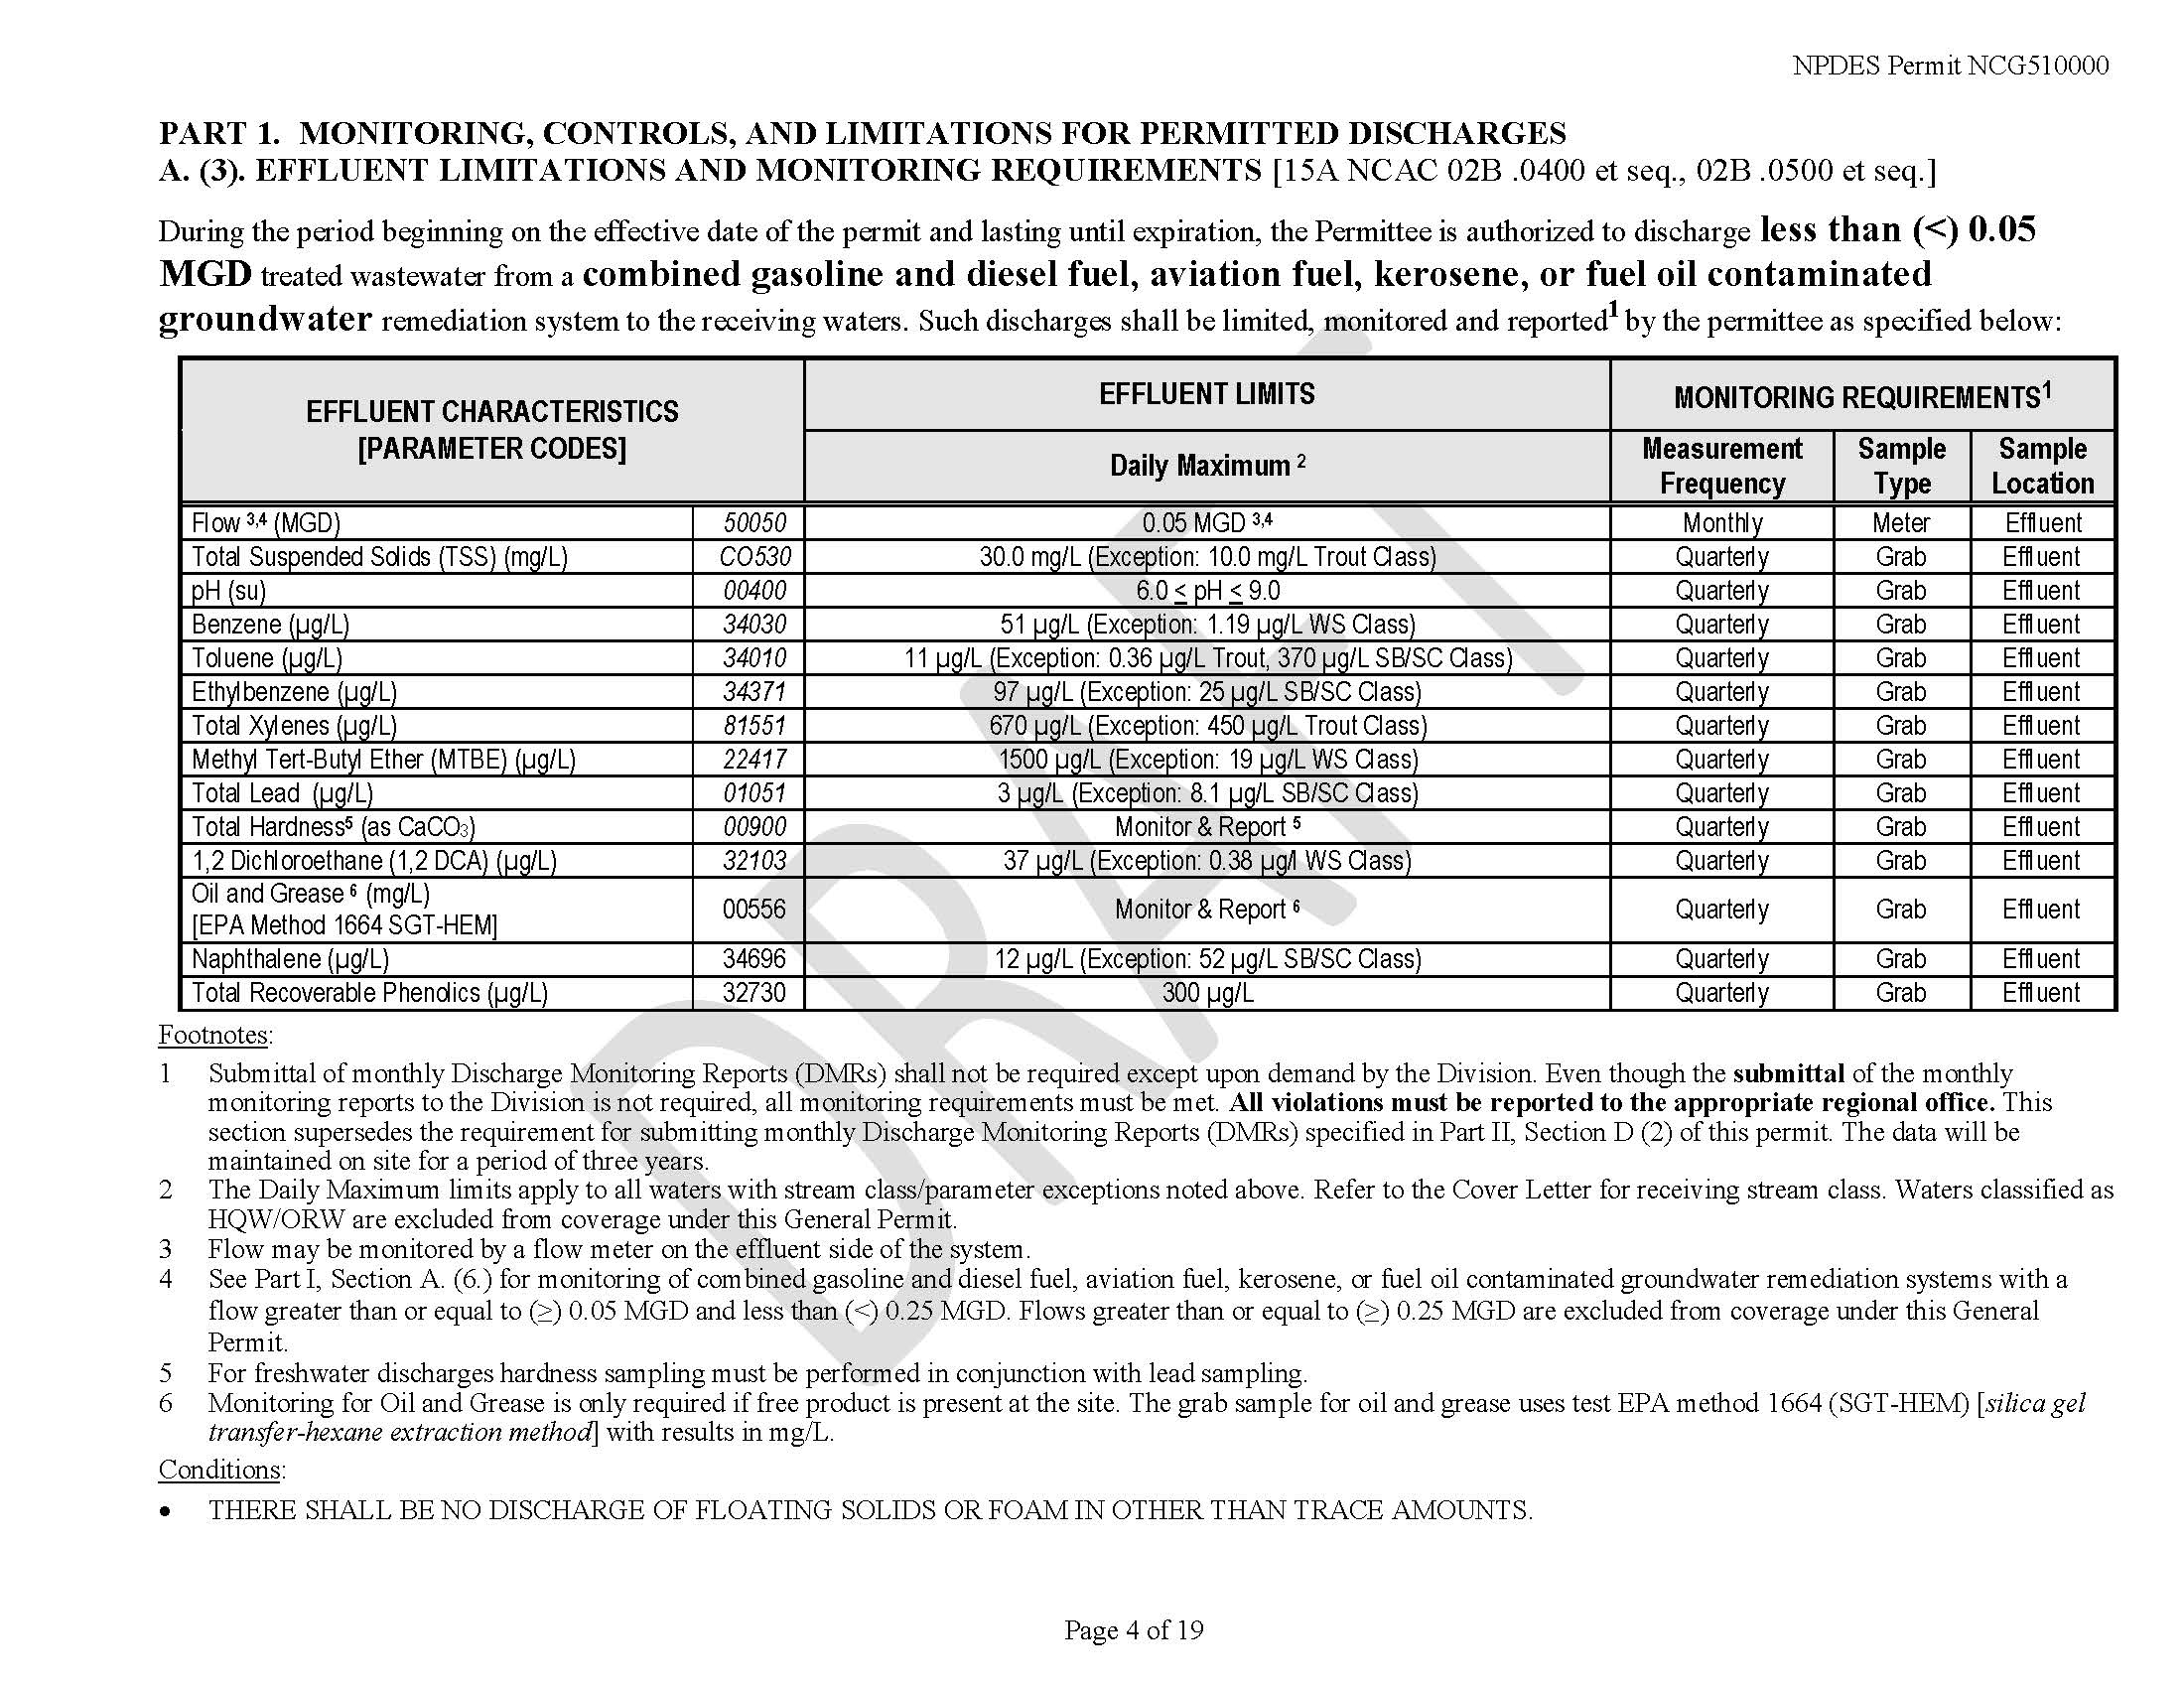 NPDES Permit NCG510000
PART 1. MONITORING, CONTROLS, AND LIMITATIONS FOR PERMITTED DISCHARGES
A. (3). EFFLUENT LIMITATIONS AND MONITORING REQUIREMENTS [15A NCAC 02B .0400 et seq., 02B .0500 et seq.]
During the period beginning on the effective date of the permit and lasting until expiration, the Permittee is authorized to discharge less than (<) 0.05
MGD treated wastewater from a combined gasoline and diesel fuel, aviation fuel, kerosene, or fuel oil contaminated
groundwater remediation system to the receiving waters. Such discharges shall be limited, monitored and reported1 by the permittee as specified below:
EFFLUENT CHARACTERISTICS
[PARAMETER CODES]
EFFLUENT LIMITS
MONITORING REQUIREMENTS1
Daily Maximum 2
Measurement Frequency
Sample Type
Sample Location
Flow 3,4 (MGD) 50050 0.05 MGD 3,4 Monthly Meter Effluent
Total Suspended Solids (TSS) (mg/L) CO530 30.0 mg/L (Exception: 10.0 mg/L Trout Class) Quarterly Grab Effluent
pH (su) 00400 6.0 ≤ pH ≤ 9.0 Quarterly Grab Effluent
Benzene (µg/L) 34030 51 µg/L (Exception: 1.19 µg/L WS Class) Quarterly Grab Effluent
Toluene (µg/L) 34010 11 µg/L (Exception: 0.36 µg/L Trout, 370 µg/L SB/SC Class) Quarterly Grab Effluent
Ethylbenzene (µg/L) 34371 97 µg/L (Exception: 25 µg/L SB/SC Class) Quarterly Grab Effluent
Total Xylenes (µg/L) 81551 670 µg/L (Exception: 450 µg/L Trout Class) Quarterly Grab Effluent
Methyl Tert-Butyl Ether (MTBE) (µg/L) 22417 1500 µg/L (Exception: 19 µg/L WS Class) Quarterly Grab Effluent
Total Lead (µg/L) 01051 3 µg/L (Exception: 8.1 µg/L SB/SC Class) Quarterly Grab Effluent
Total Hardness5 (as CaCO3) 00900 Monitor & Report 5 Quarterly Grab Effluent
1,2 Dichloroethane (1,2 DCA) (µg/L) 32103 37 µg/L (Exception: 0.38 µg/l WS Class) Quarterly Grab Effluent
Oil and Grease 6 (mg/L)
[EPA Method 1664 SGT-HEM] 00556 Monitor & Report 6 Quarterly Grab Effluent
Naphthalene (µg/L) 34696 12 µg/L (Exception: 52 µg/L SB/SC Class) Quarterly Grab Effluent
Total Recoverable Phenolics (µg/L) 32730 300 µg/L Quarterly Grab Effluent
DRAFT
Footnotes:
1 Submittal of monthly Discharge Monitoring Reports (DMRs) shall not be required except upon demand by the Division. Even though the submittal of the monthly
monitoring reports to the Division is not required, all monitoring requirements must be met. All violations must be reported to the appropriate regional office. This
section supersedes the requirement for submitting monthly Discharge Monitoring Reports (DMRs) specified in Part II, Section D (2) of this permit. The data will be
maintained on site for a period of three years.
2 The Daily Maximum limits apply to all waters with stream class/parameter exceptions noted above. Refer to the Cover Letter for receiving stream class. Waters classified as
HQW/ORW are excluded from coverage under this General Permit.
3 Flow may be monitored by a flow meter on the effluent side of the system.
4 See Part I, Section A. (6.) for monitoring of combined gasoline and diesel fuel, aviation fuel, kerosene, or fuel oil contaminated groundwater remediation systems with a
flow greater than or equal to (≥) 0.05 MGD and less than (<) 0.25 MGD. Flows greater than or equal to (≥) 0.25 MGD are excluded from coverage under this General
Permit.
5 For freshwater discharges hardness sampling must be performed in conjunction with lead sampling.
6 Monitoring for Oil and Grease is only required if free product is present at the site. The grab sample for oil and grease uses test EPA method 1664 (SGT-HEM) [silica gel
transfer-hexane extraction method] with results in mg/L.
Conditions:
• THERE SHALL BE NO DISCHARGE OF FLOATING SOLIDS OR FOAM IN OTHER THAN TRACE AMOUNTS.
Page 4 of 19